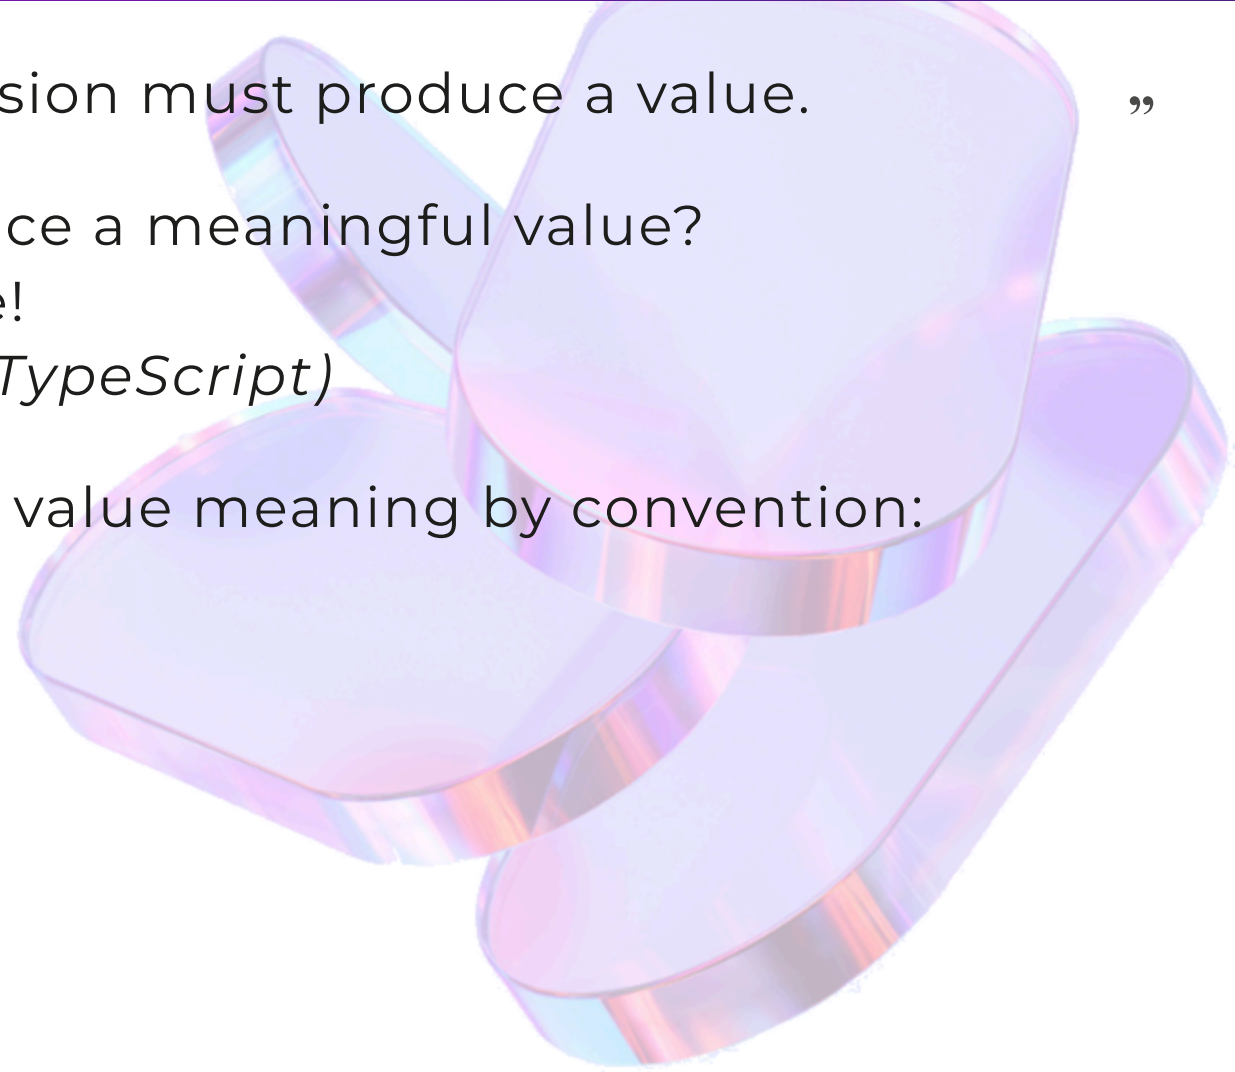 sion must produce a value.
”
ce a meaningful value?
e!
TypeScript)
value meaning by convention: